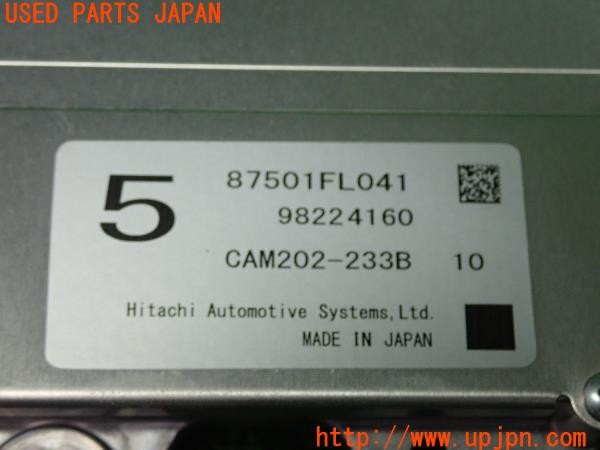 USED PARTS JAPAN
5
87501FL041
98224160
CAM202-233B 10
Hitachi Automotive Systems,Ltd.
MADE IN JAPAN
http://www.upjpn.com